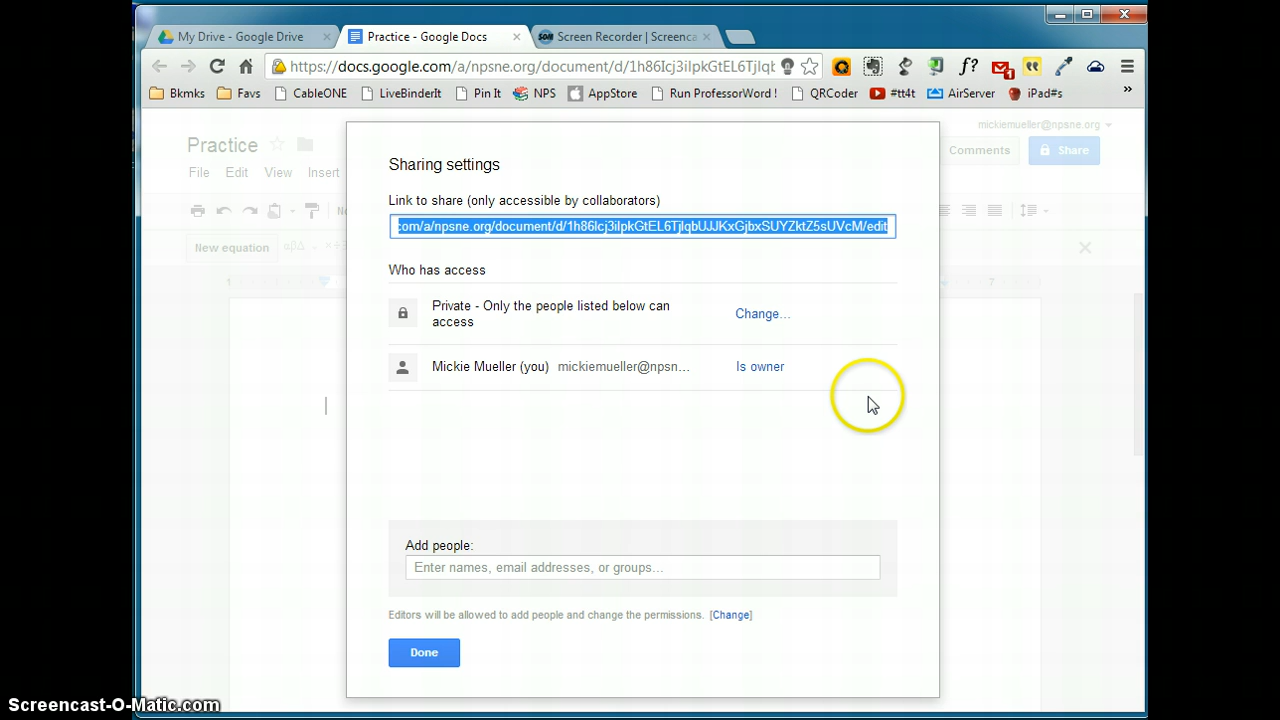 My Drive - Google Drive
Practice - Google Docs
Screen Recorder | Screenca
https://docs.google.com/a/npsne.org/document/d/1h86Icj3iIpkGtEL6TjIqt
1
Bkmks
Favs
CableONE
LiveBinderIt
Pin It
NPS
AppStore
Run ProfessorWord !
QRCoder
#tt4t
AirServer
iPad#s
»
mickiemueller@npsne.org
Practice
Comments
Share
File Edit View Insert
New equation
1
7
Sharing settings
Link to share (only accessible by collaborators)
com/a/npsne.org/document/d/1h86Icj3iIpkGtEL6TjIqbUJJKxGjbxSUYZktZ5sUVcM/edit
Who has access
Private - Only the people listed below can
access
Change...
Mickie Mueller (you) mickiemueller@npsn... Is owner
Add people:
Enter names, email addresses, or groups...
Editors will be allowed to add people and change the permissions. [Change]
Done
Screencast-O-Matic.com